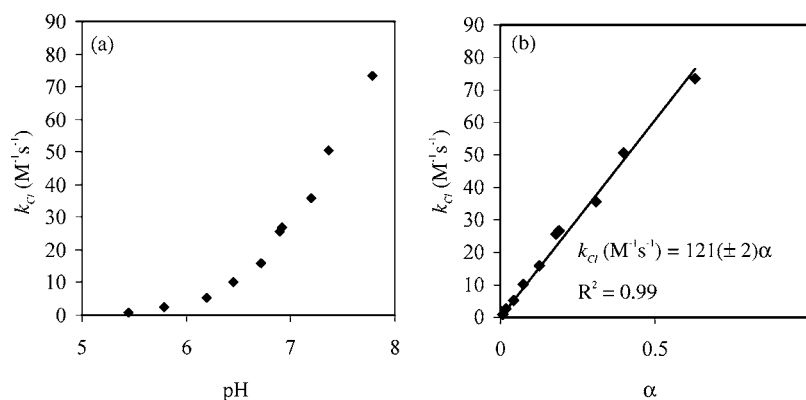 (a)
k_Cl (M⁻¹s⁻¹)
90
80
70
60
50
40
30
20
10
0
5 6 7 8
pH
(b)
k_Cl (M⁻¹s⁻¹)
90
80
70
60
50
40
30
20
10
0
k_Cl (M⁻¹s⁻¹) = 121(± 2)α
R² = 0.99
0 0.5
α